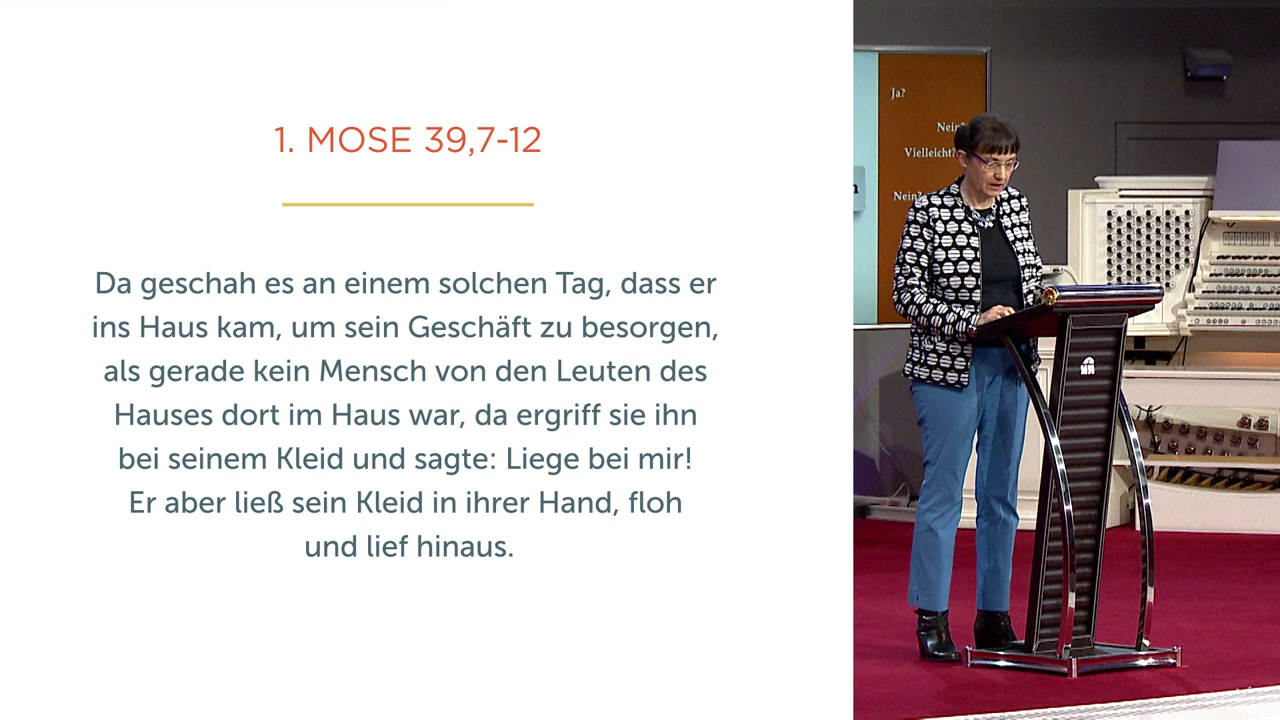 1. MOSE 39,7-12
Da geschah es an einem solchen Tag, dass er
ins Haus kam, um sein Geschäft zu besorgen,
als gerade kein Mensch von den Leuten des
Hauses dort im Haus war, da ergriff sie ihn
bei seinem Kleid und sagte: Liege bei mir!
Er aber ließ sein Kleid in ihrer Hand, floh
und lief hinaus.
Ja?
Nein?
Vielleicht?
Nein?
n